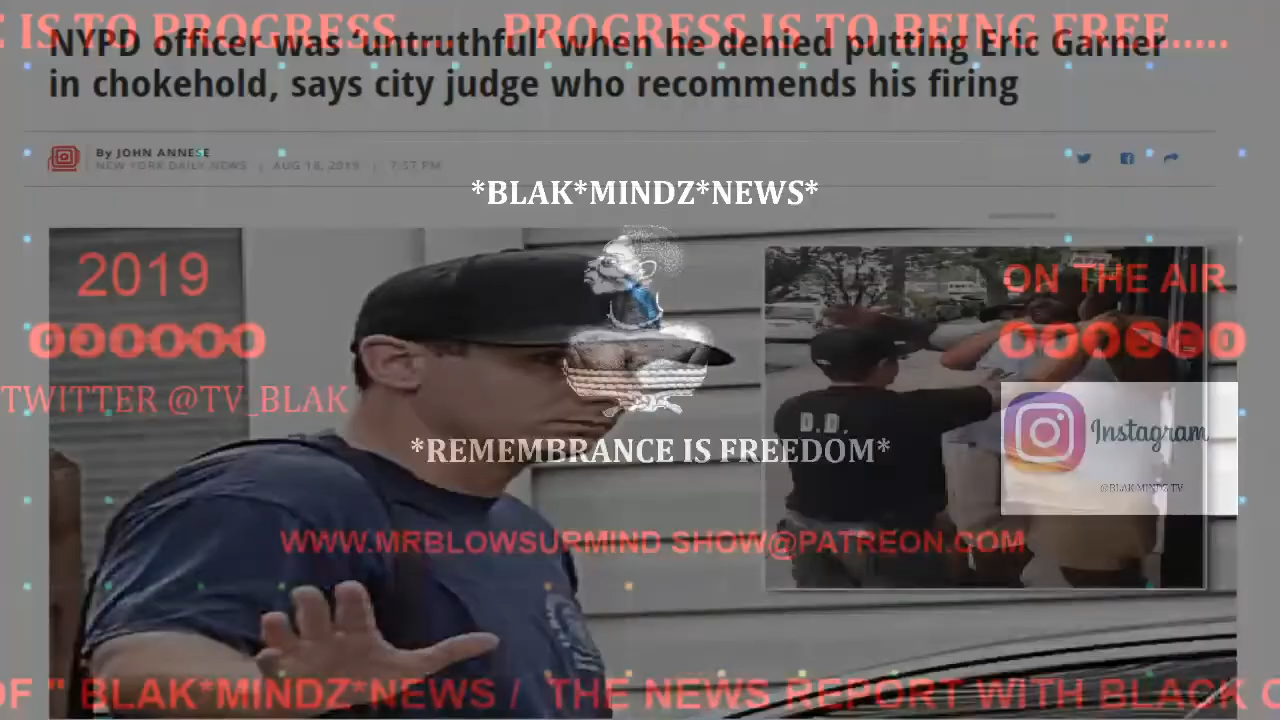 E IS TO PROGRESS..... PROGRESS IS TO BEING FREE.....
NYPD officer was ‘untruthful’ when he denied putting Eric Garner
in chokehold, says city judge who recommends his firing
By JOHN ANNESE
NEW YORK DAILY NEWS | AUG 18, 2019 | 7:57 PM
*BLAK*MINDZ*NEWS*
2019
ON THE AIR
TWITTER @TV_BLAK
D.D.
Instagram
@BLAK MINDZ TV
*REMEMBRANCE IS FREEDOM*
WWW.MRBLOWSURMIND SHOW@PATREON.COM
OF " BLAK*MINDZ*NEWS / THE NEWS REPORT WITH BLACK